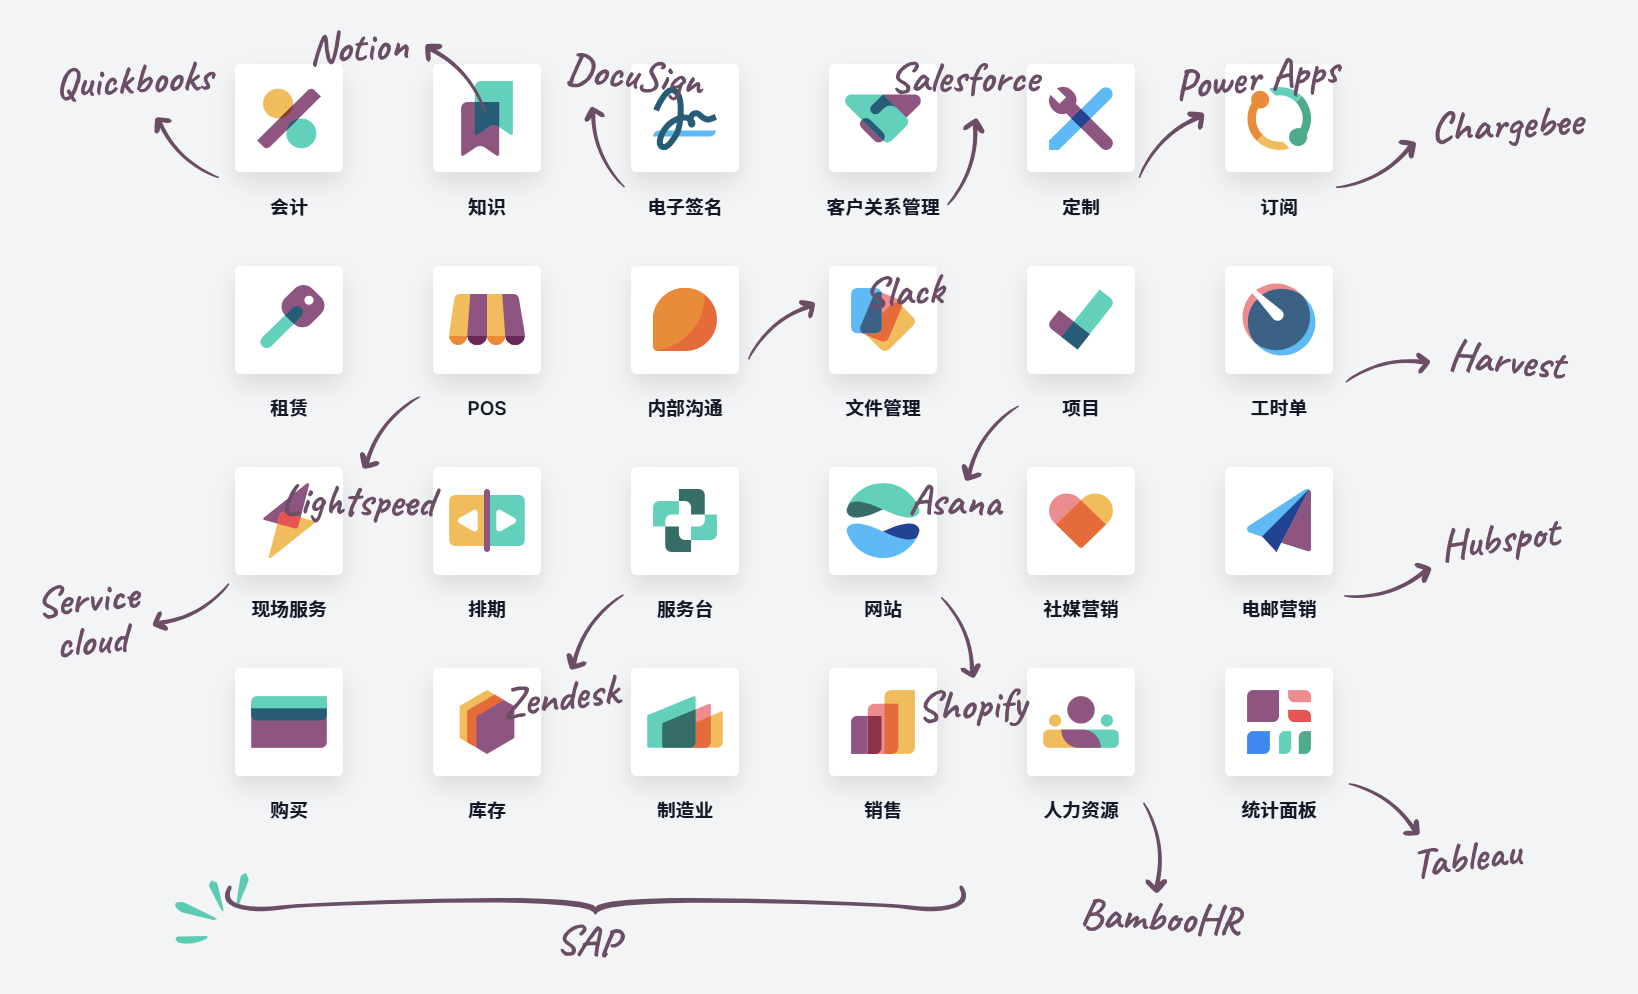 Quickbooks
Notion
DocuSign
Salesforce
Power Apps
Chargebee
会计
知识
电子签名
客户关系管理
定制
订阅
Slack
Harvest
租赁
POS
内部沟通
文件管理
项目
工时单
Lightspeed
Asana
Hubspot
Service
cloud
现场服务
排期
服务台
网站
社媒营销
电邮营销
Zendesk
Shopify
购买
库存
制造业
销售
人力资源
统计面板
Tableau
BambooHR
SAP